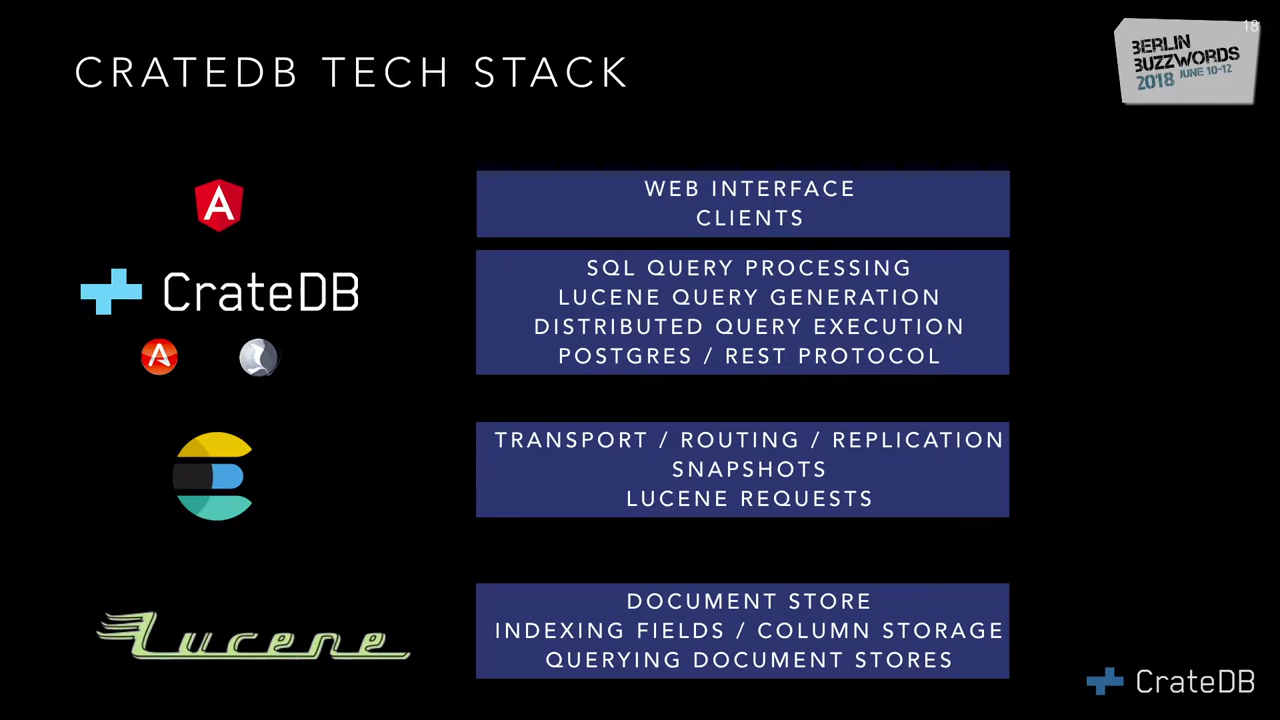 18
CRATEDB TECH STACK
BERLIN
BUZZWORDS
2018 JUNE 10-12
WEB INTERFACE
CLIENTS
CrateDB
SQL QUERY PROCESSING
LUCENE QUERY GENERATION
DISTRIBUTED QUERY EXECUTION
POSTGRES / REST PROTOCOL
TRANSPORT / ROUTING / REPLICATION
SNAPSHOTS
LUCENE REQUESTS
Lucene
DOCUMENT STORE
INDEXING FIELDS / COLUMN STORAGE
QUERYING DOCUMENT STORES
CrateDB